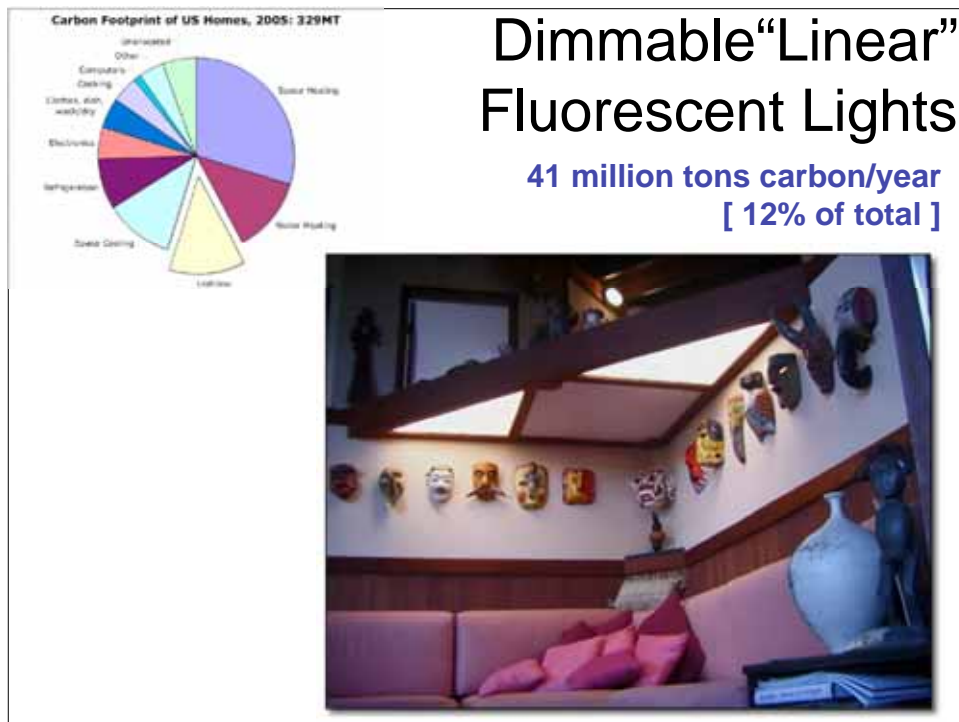 Carbon Footprint of US Homes, 2005: 329MT
Dimmable“Linear”
Fluorescent Lights
41 million tons carbon/year
[ 12% of total ]
Unaccounted
Other
Computers
Cooking
Clothes, dish,
wash/dry
Electronics
Refrigeration
Space Cooling
Lighting
Water Heating
Space Heating